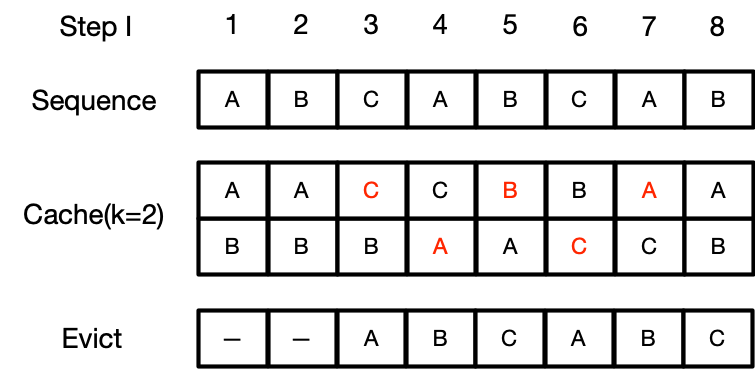 Step I 1 2 3 4 5 6 7 8
Sequence A B C A B C A B
A A C C B B A A
Cache(k=2)
B B B A A C C B
Evict – – A B C A B C